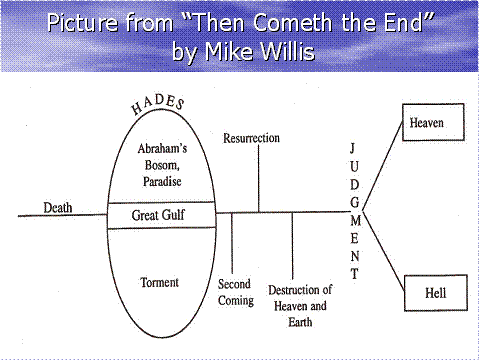 Picture from “Then Cometh the End”
by Mike Willis
HADES
Abraham's
Bosom,
Paradise
Death
Great Gulf
Torment
Resurrection
Second
Coming
Destruction of
Heaven and
Earth
JUDGMENT
Heaven
Hell